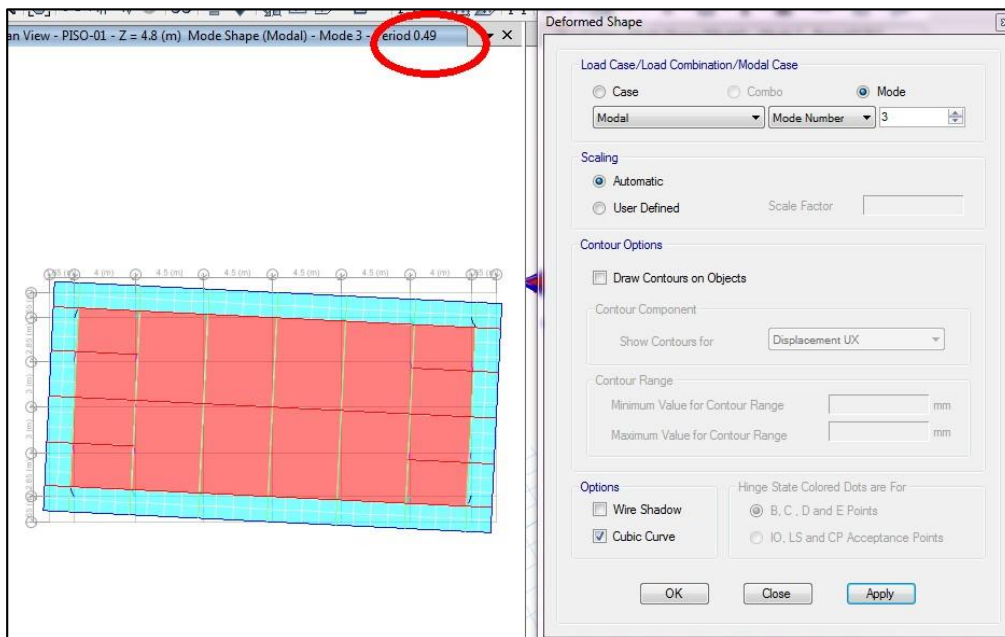 an View - PISO-01 - Z = 4.8 (m) Mode Shape (Modal) - Mode 3 - Period 0.49
4 (m) 4.5 (m) 4.5 (m) 4.5 (m) 4 (m)
Deformed Shape
Load Case/Load Combination/Modal Case
Case Combo Mode
Modal Mode Number 3
Scaling
Automatic
User Defined Scale Factor
Contour Options
Draw Contours on Objects
Contour Component
Show Contours for Displacement UX
Contour Range
Minimum Value for Contour Range mm
Maximum Value for Contour Range mm
Options
Wire Shadow
Cubic Curve
Hinge State Colored Dots are For
B, C, D and E Points
IO, LS and CP Acceptance Points
OK Close Apply